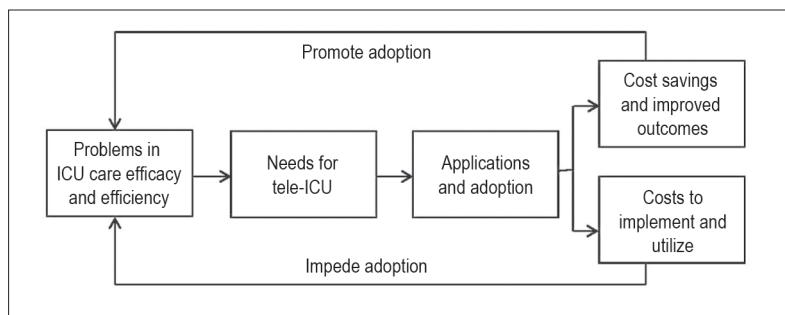 Promote adoption
Cost savings
and improved
outcomes
Problems in
ICU care efficacy
and efficiency
Needs for
tele-ICU
Applications
and adoption
Costs to
implement and
utilize
Impede adoption